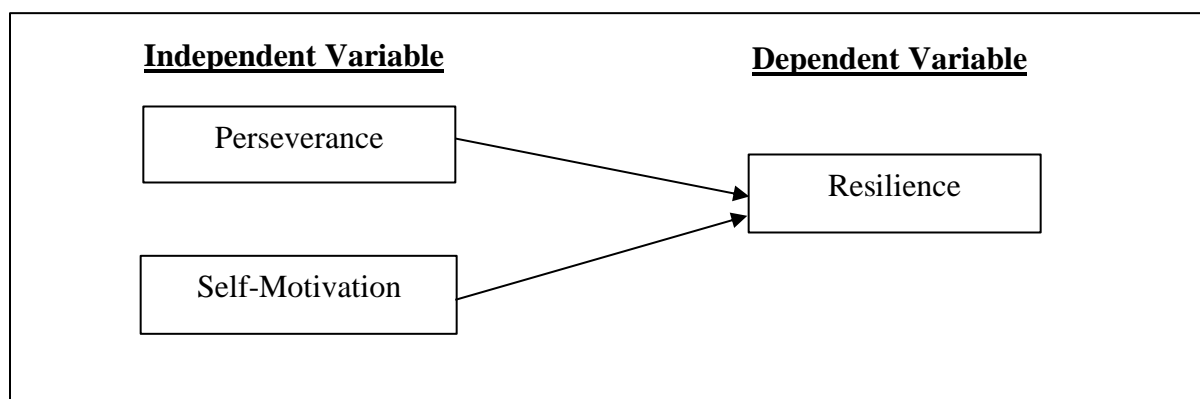 Independent Variable
Dependent Variable
Perseverance
Resilience
Self-Motivation